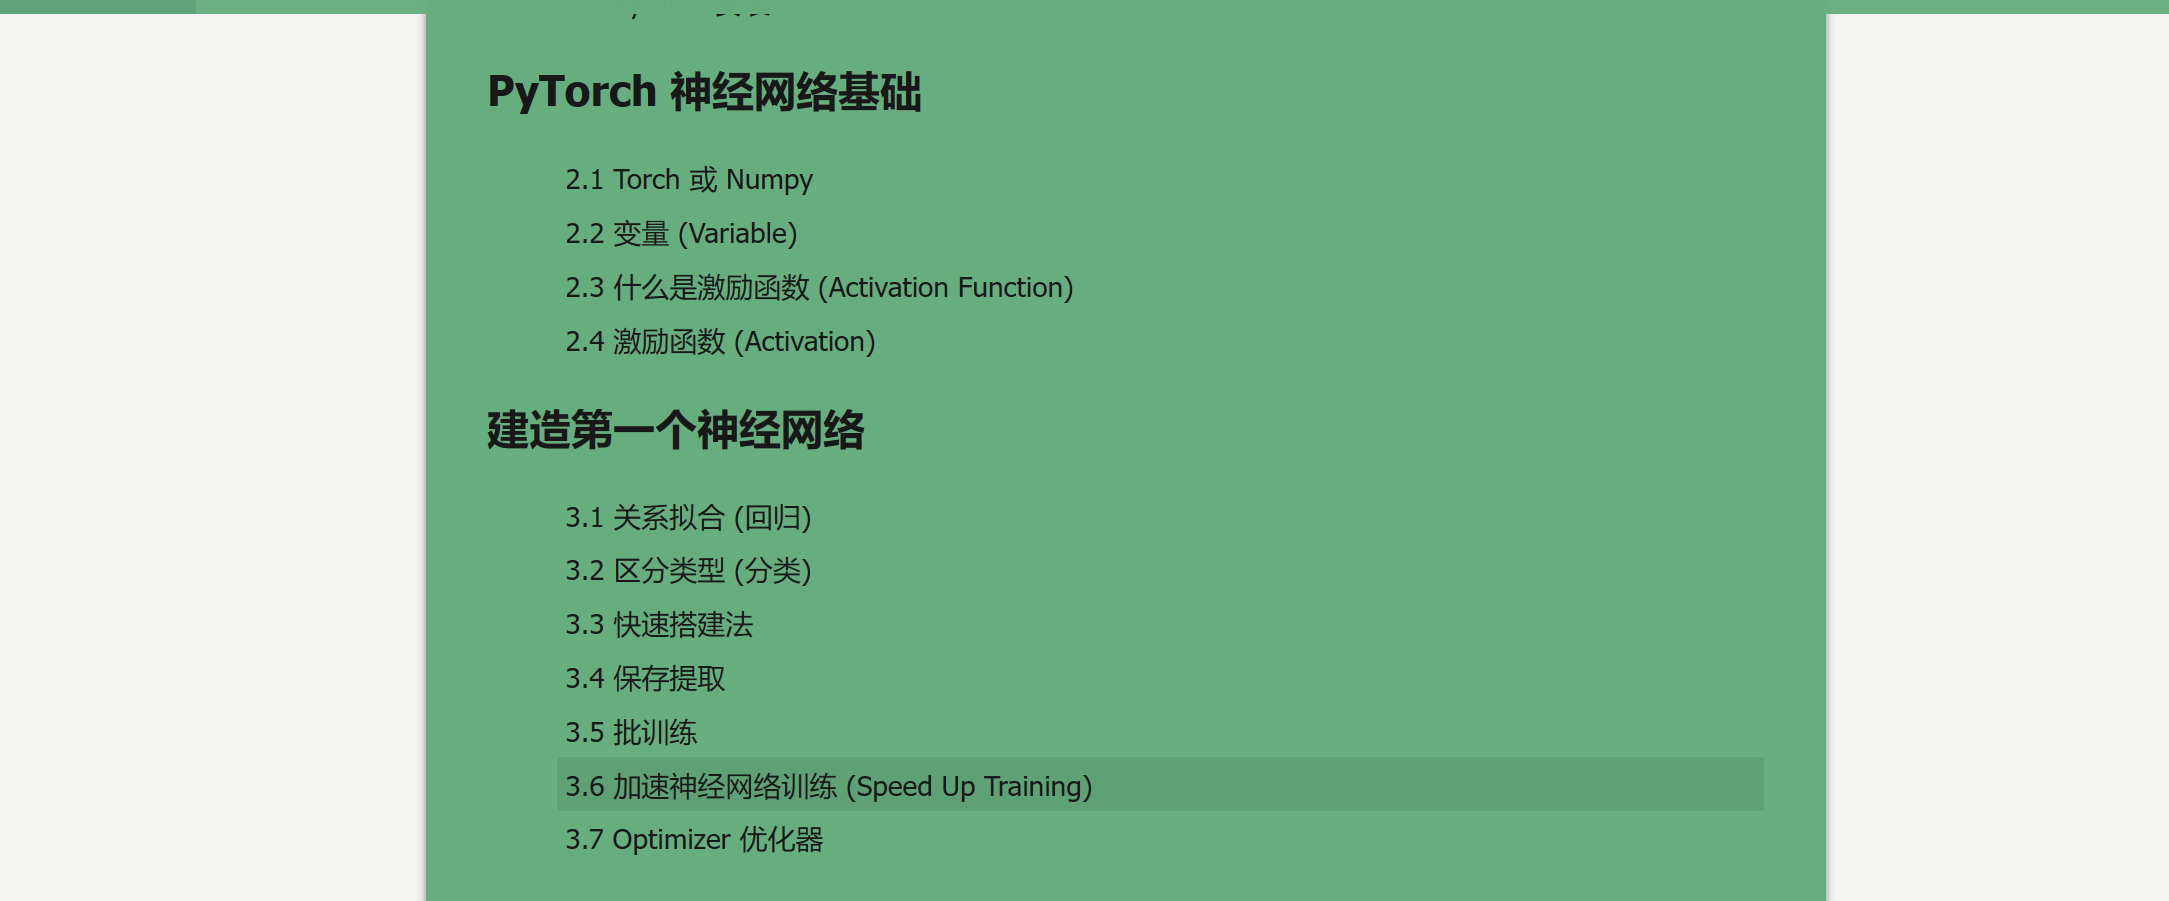 PyTorch 神经网络基础
2.1 Torch 或 Numpy
2.2 变量 (Variable)
2.3 什么是激励函数 (Activation Function)
2.4 激励函数 (Activation)
建造第一个神经网络
3.1 关系拟合 (回归)
3.2 区分类型 (分类)
3.3 快速搭建法
3.4 保存提取
3.5 批训练
3.6 加速神经网络训练 (Speed Up Training)
3.7 Optimizer 优化器